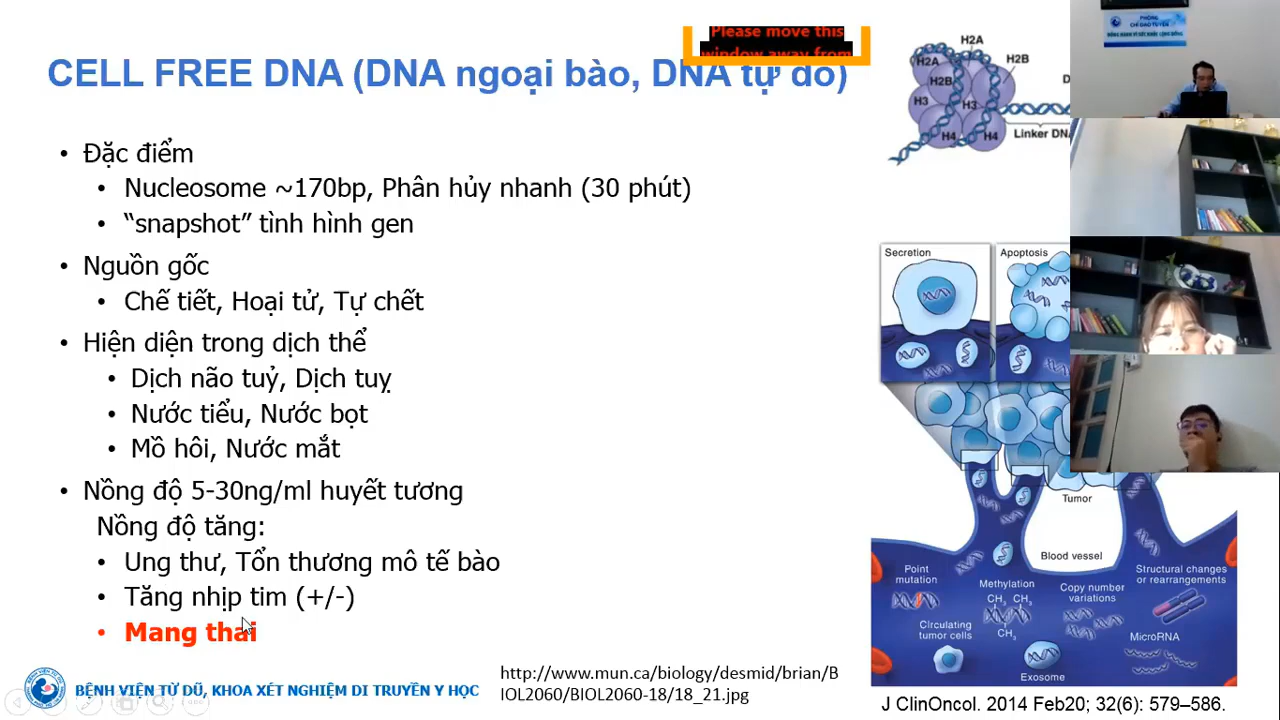 Please move this
window away from
CELL FREE DNA (DNA ngoại bào, DNA tự do)
• Đặc điểm
• Nucleosome ~170bp, Phân hủy nhanh (30 phút)
• “snapshot” tình hình gen
• Nguồn gốc
• Chế tiết, Hoại tử, Tự chết
• Hiện diện trong dịch thể
• Dịch não tuỷ, Dịch tuỵ
• Nước tiểu, Nước bọt
• Mồ hôi, Nước mắt
• Nồng độ 5-30ng/ml huyết tương
Nồng độ tăng:
• Ung thư, Tổn thương mô tế bào
• Tăng nhịp tim (+/-)
• Mang thai
BỆNH VIỆN TỪ DŨ, KHOA XÉT NGHIỆM DI TRUYỀN Y HỌC
http://www.mun.ca/biology/desmid/brian/B
IOL2060/BIOL2060-18/18_21.jpg
H2A
H2A
H2B
H2B
H3
H3
H4
H4
Linker DNA
Secretion
Apoptosis
Tumor
Blood vessel
Point
mutation
Methylation
CH3 CH3
CH3
Copy number
variations
Structural changes
or rearrangements
Circulating
tumor cells
MicroRNA
Exosome
J ClinOncol. 2014 Feb20; 32(6): 579–586.
PHÒNG
CHỈ ĐẠO TUYẾN